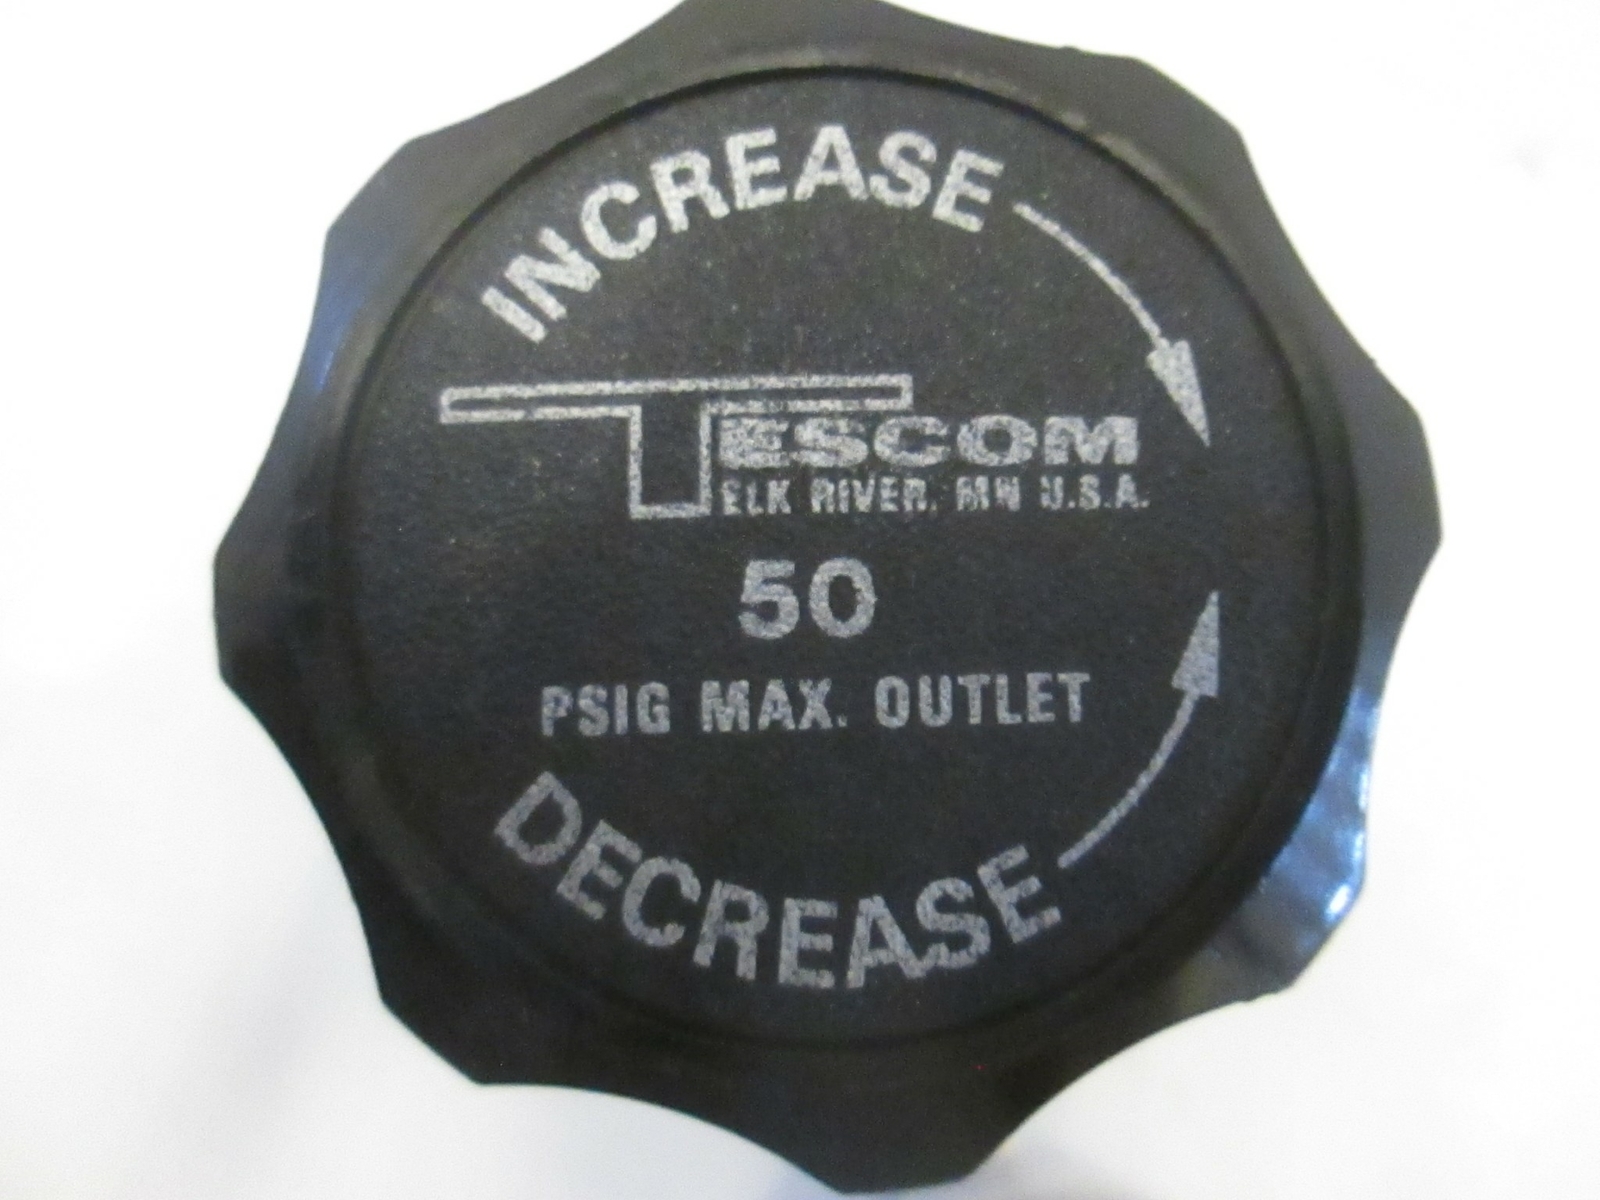 INCREASE
TESCOM
ELK RIVER, MN U.S.A.
50
PSIG MAX. OUTLET
DECREASE